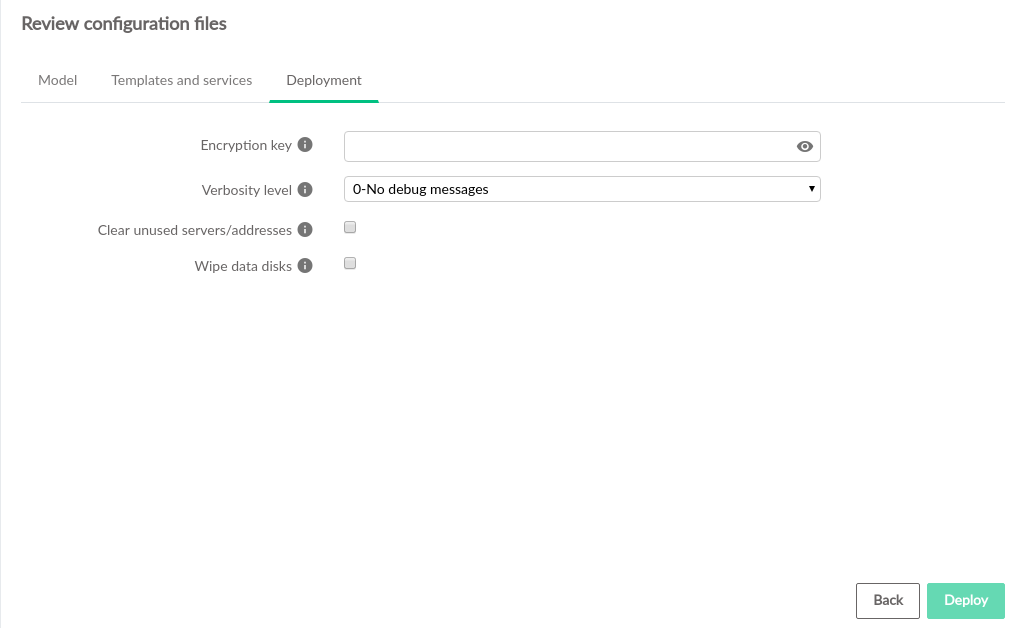 Review configuration files
Model Templates and services Deployment
Encryption key
Verbosity level 0-No debug messages
Clear unused servers/addresses
Wipe data disks
Back Deploy